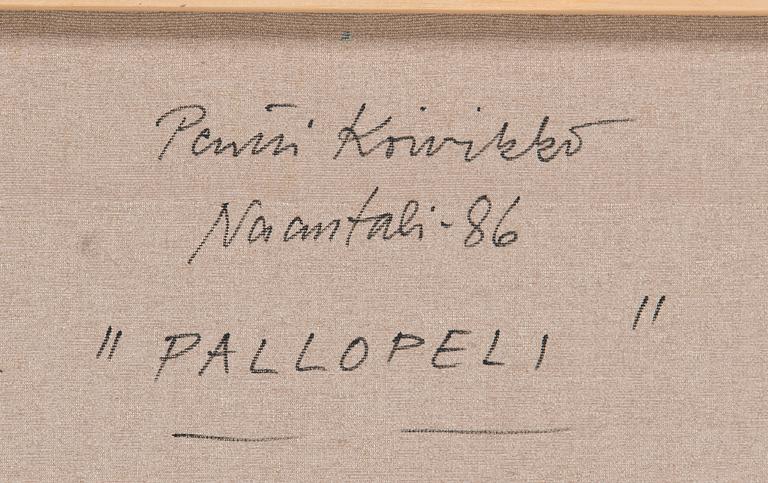 Pentti Koivikko
Naantali-86
" PALLOPELI "